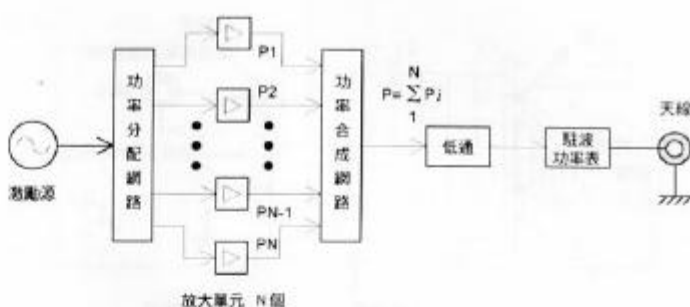 激勵源
功率分配網路
P1
P2
PN-1
PN
放大單元 N個
功率合成網路
N
P=∑Pi
1
低通
駐波
功率表
天線